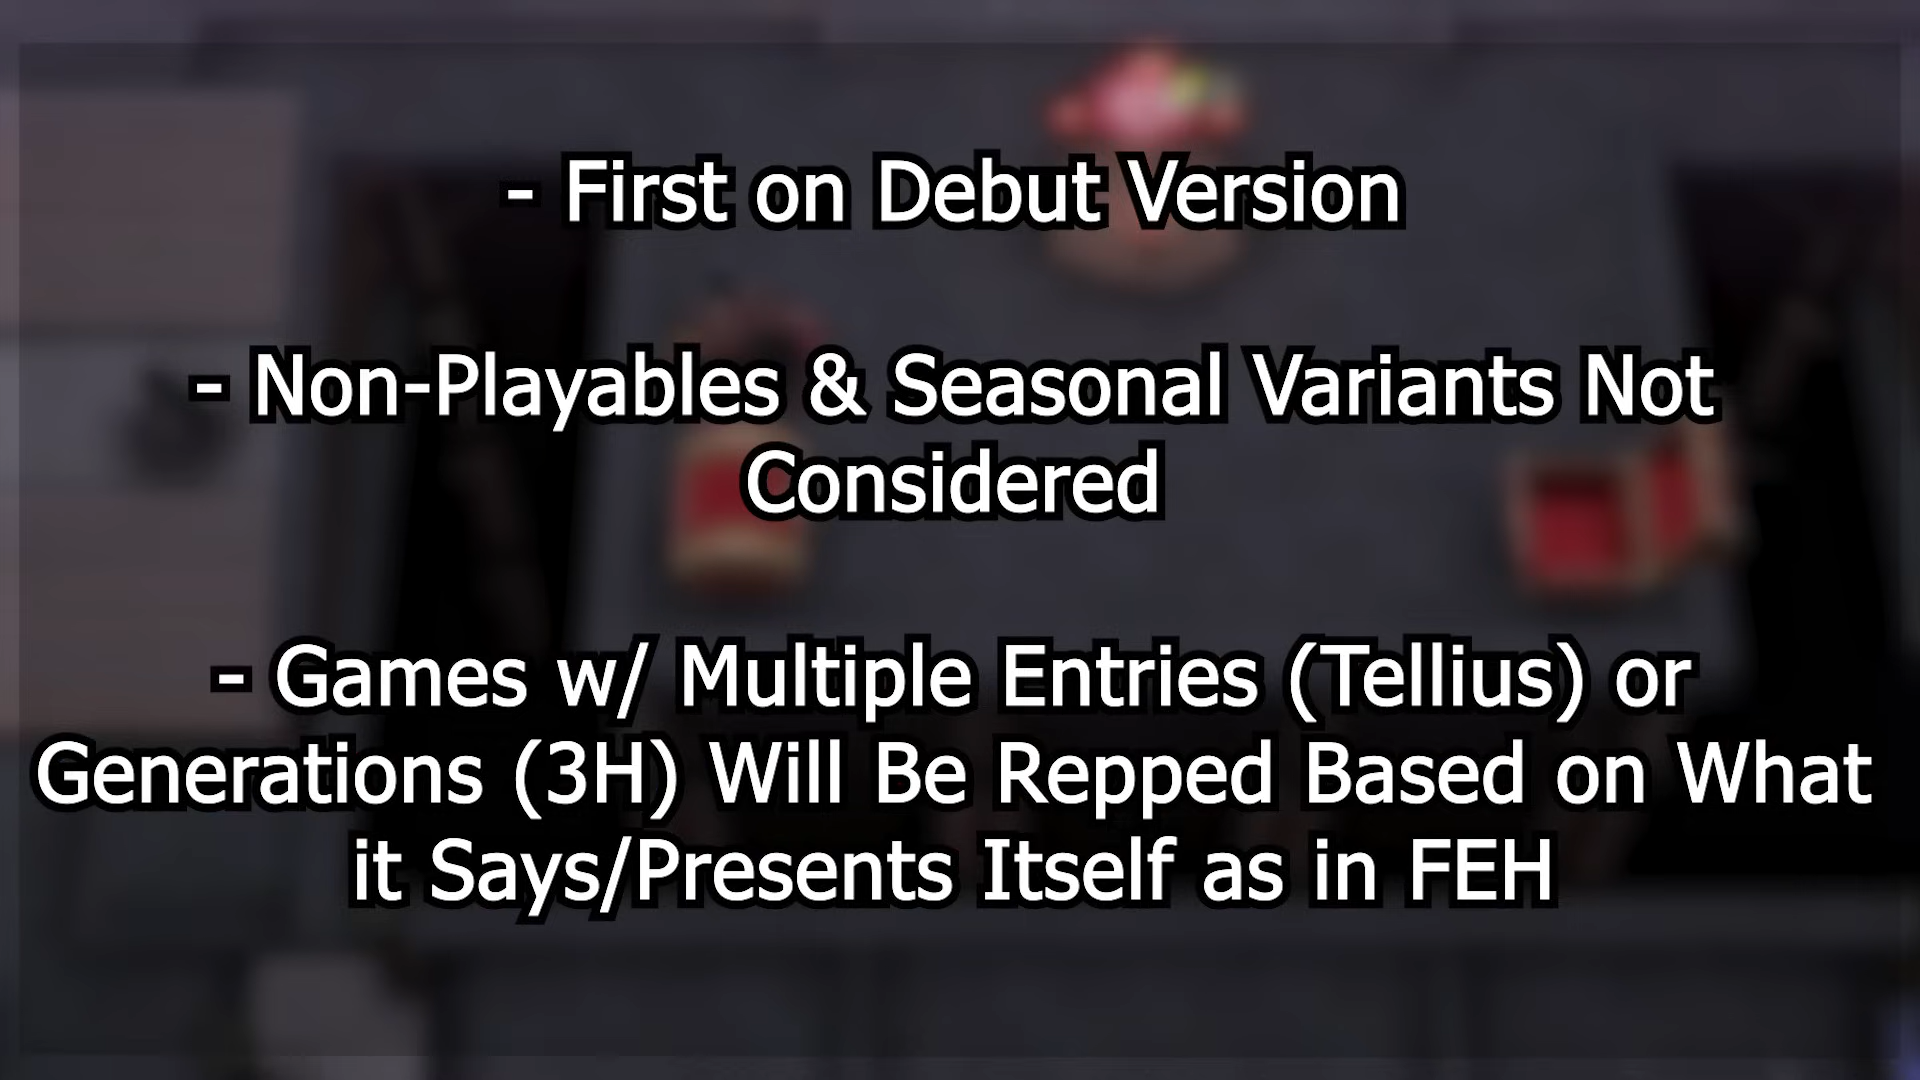 - First on Debut Version
- Non-Playables & Seasonal Variants Not
Considered
- Games w/ Multiple Entries (Tellius) or
Generations (3H) Will Be Repped Based on What
it Says/Presents Itself as in FEH